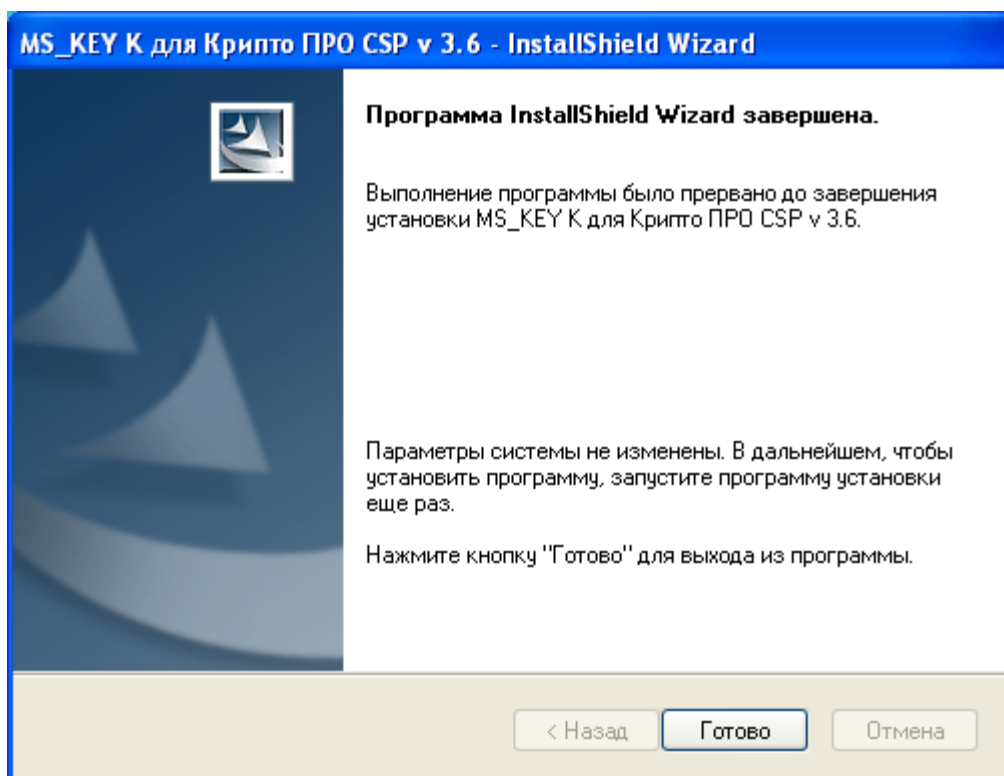 MS_KEY K для Крипто ПРО CSP v 3.6 - InstallShield Wizard
Программа InstallShield Wizard завершена.
Выполнение программы было прервано до завершения
установки MS_KEY K для Крипто ПРО CSP v 3.6.
Параметры системы не изменены. В дальнейшем, чтобы
установить программу, запустите программу установки
еще раз.
Нажмите кнопку "Готово" для выхода из программы.
< Назад
Готово
Отмена